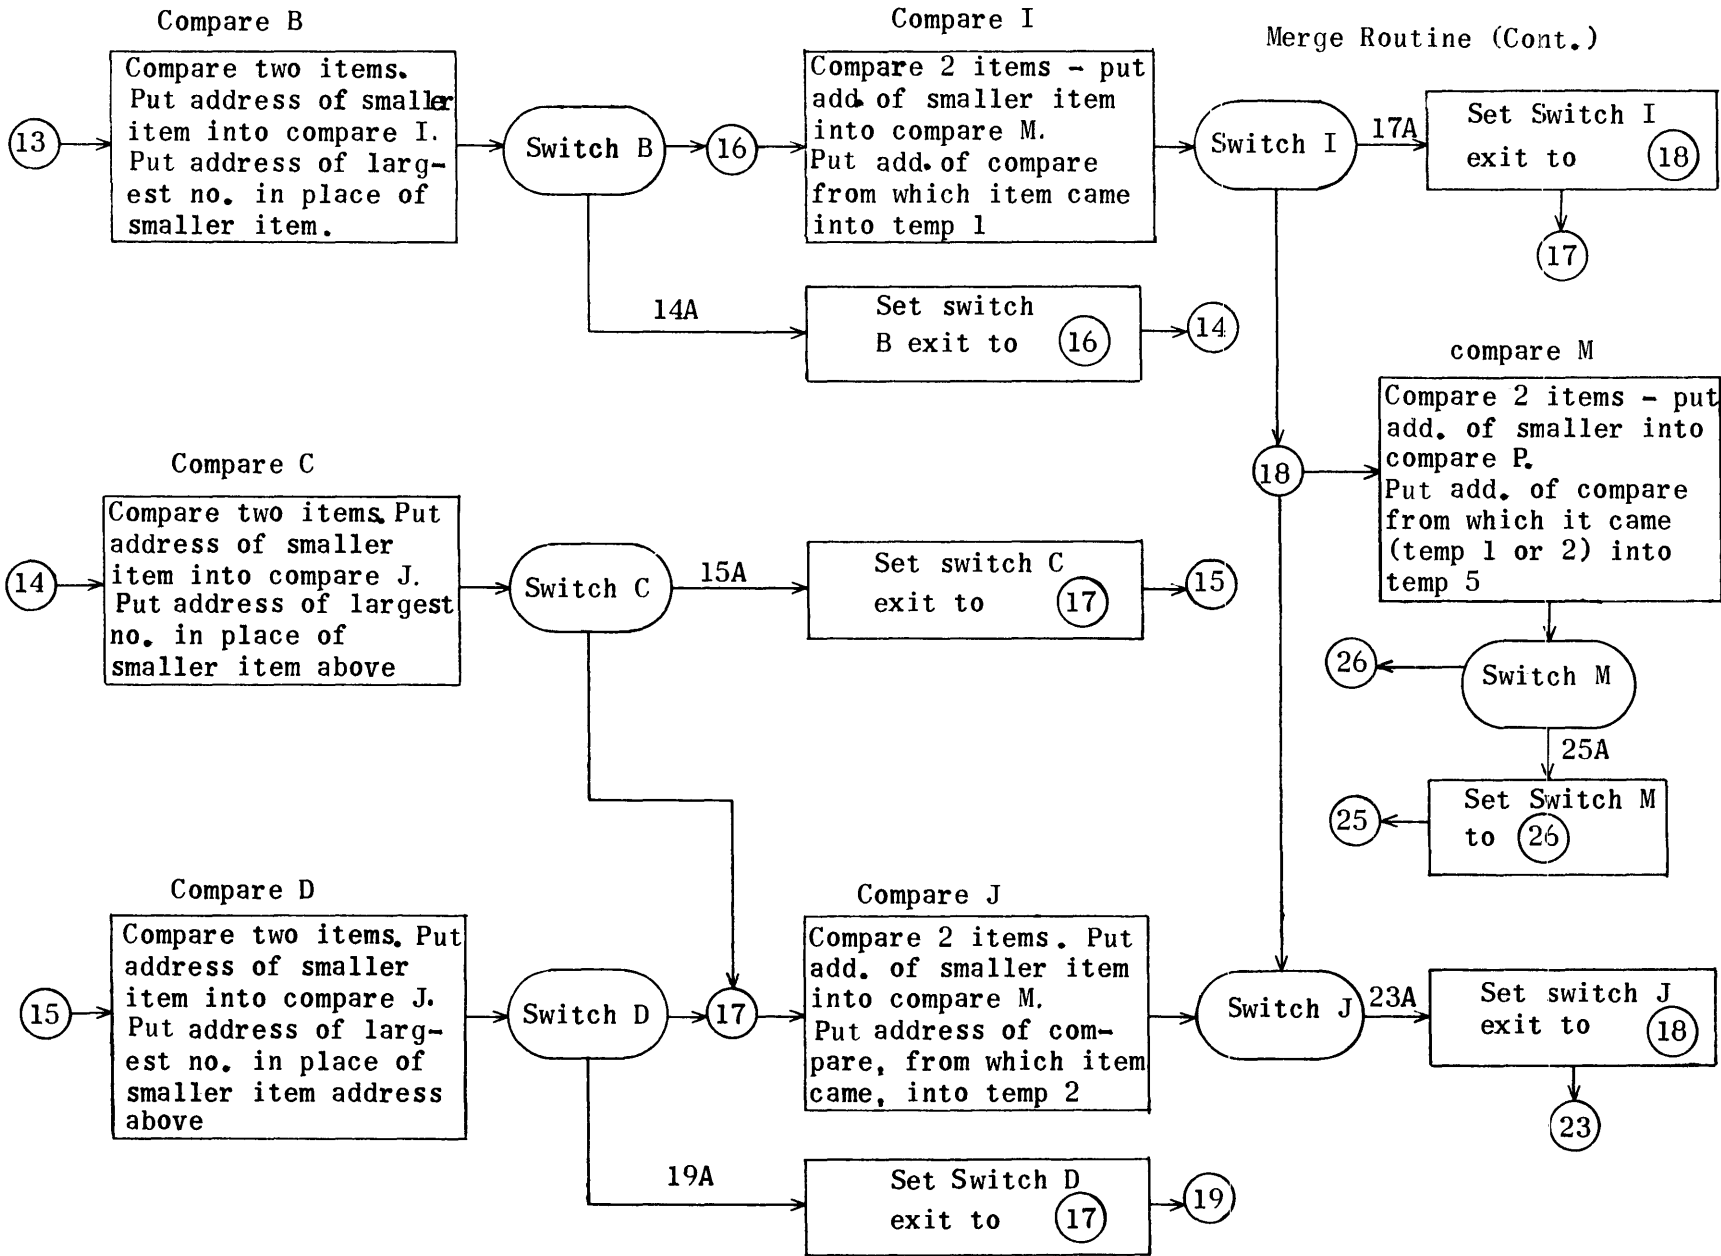 Compare B
Compare I
Merge Routine (Cont.)
13
Compare two items.
Put address of smaller
item into compare I.
Put address of larg-
est no. in place of
smaller item.
Switch B
16
Compare 2 items - put
add. of smaller item
into compare M.
Put add. of compare
from which item came
into temp 1
Switch I
17A
Set Switch I
exit to 18
17
14A
Set switch
B exit to 16
14
compare M
Compare 2 items - put
add. of smaller into
compare P.
Put add. of compare
from which it came
(temp 1 or 2) into
temp 5
18
Compare C
14
Compare two items. Put
address of smaller
item into compare J.
Put address of largest
no. in place of
smaller item above
Switch C
15A
Set switch C
exit to 17
15
26
Switch M
25A
25
Set Switch M
to 26
Compare D
15
Compare two items. Put
address of smaller
item into compare J.
Put address of larg-
est no. in place of
smaller item address
above
Switch D
17
Compare J
Compare 2 items. Put
add. of smaller item
into compare M.
Put address of com-
pare, from which item
came, into temp 2
Switch J
23A
Set switch J
exit to 18
23
19A
Set Switch D
exit to 17
19